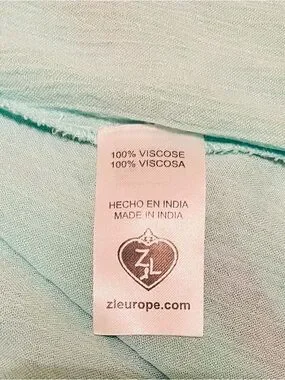 100% VISCOSE
100% VISCOSA
HECHO EN INDIA
MADE IN INDIA
ZL
zleurope.com